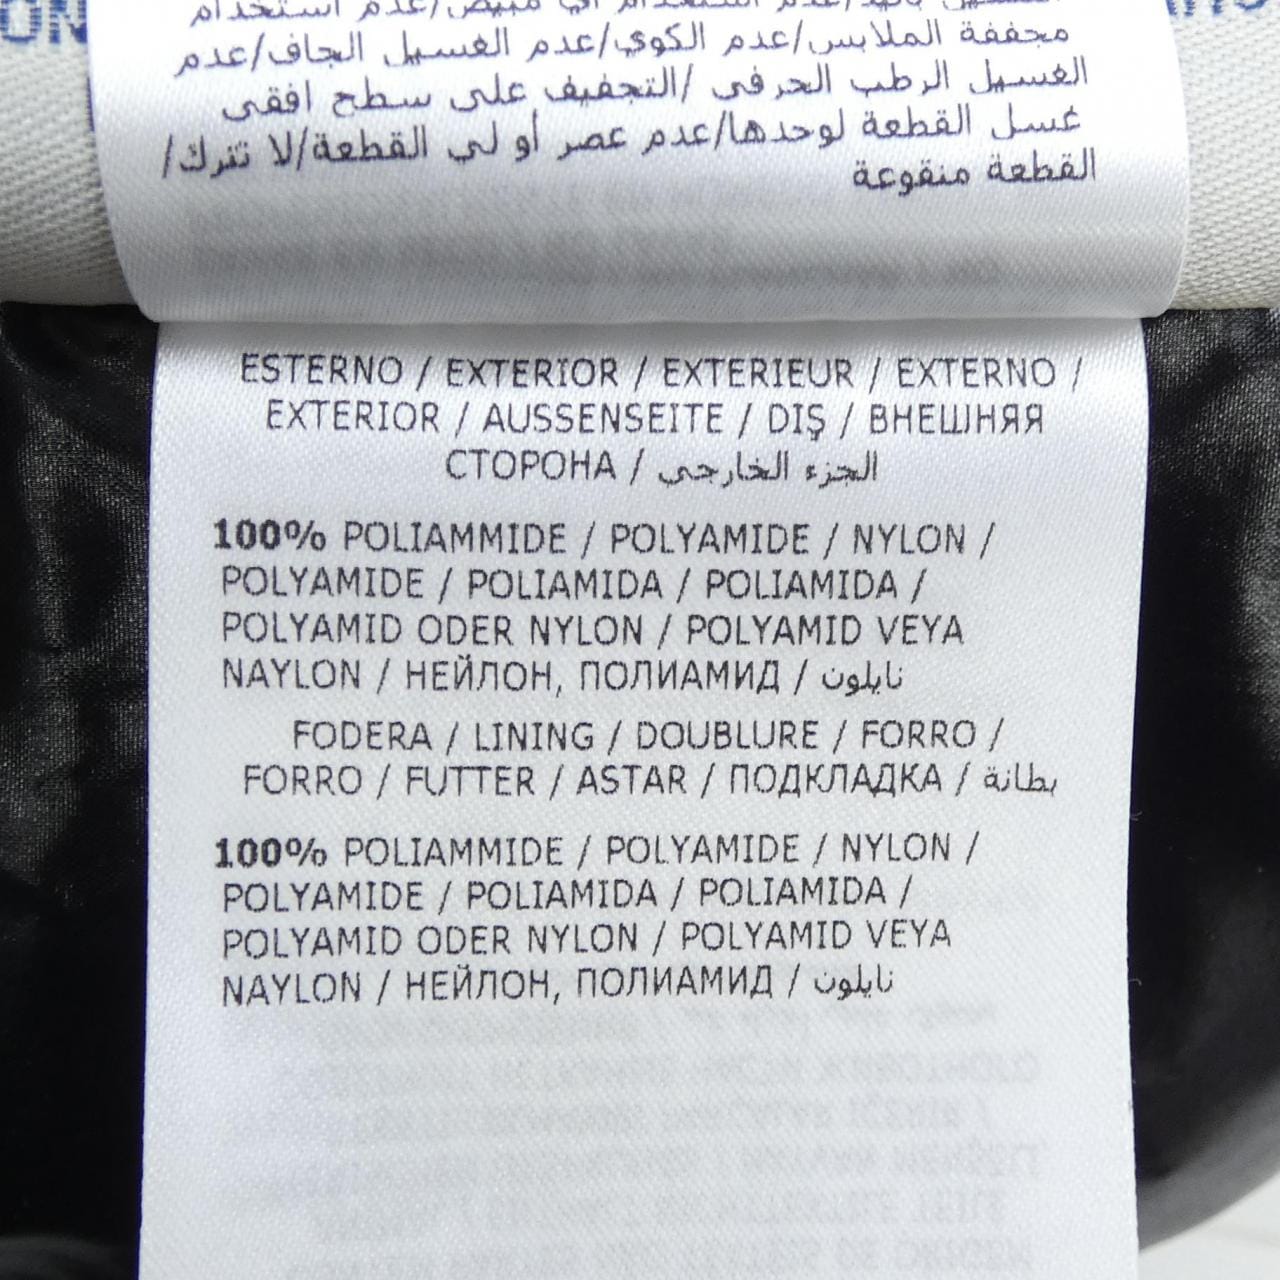 ON
مجففة الملابس/عدم الكوي/عدم الغسيل الجاف/عدم
الغسيل الرطب الحرفى /التجفيف على سطح افقى
غسل القطعة لوحدها/عدم عصر أو لي القطعة/لا تترك/
القطعة منقوعة
ESTERNO / EXTERIOR / EXTERIEUR / EXTERNO /
EXTERIOR / AUSSENSEITE / DIŞ / ВНЕШНЯЯ
СТОРОНА / الجزء الخارجى
100% POLIAMMIDE / POLYAMIDE / NYLON /
POLYAMIDE / POLIAMIDA / POLIAMIDA /
POLYAMID ODER NYLON / POLYAMID VEYA
NAYLON / НЕЙЛОН, ПОЛИАМИД / نايلون
FODERA / LINING / DOUBLURE / FORRO /
FORRO / FUTTER / ASTAR / ПОДКЛАДКА / بطانة
100% POLIAMMIDE / POLYAMIDE / NYLON /
POLYAMIDE / POLIAMIDA / POLIAMIDA /
POLYAMID ODER NYLON / POLYAMID VEYA
NAYLON / НЕЙЛОН, ПОЛИАМИД / نايلون